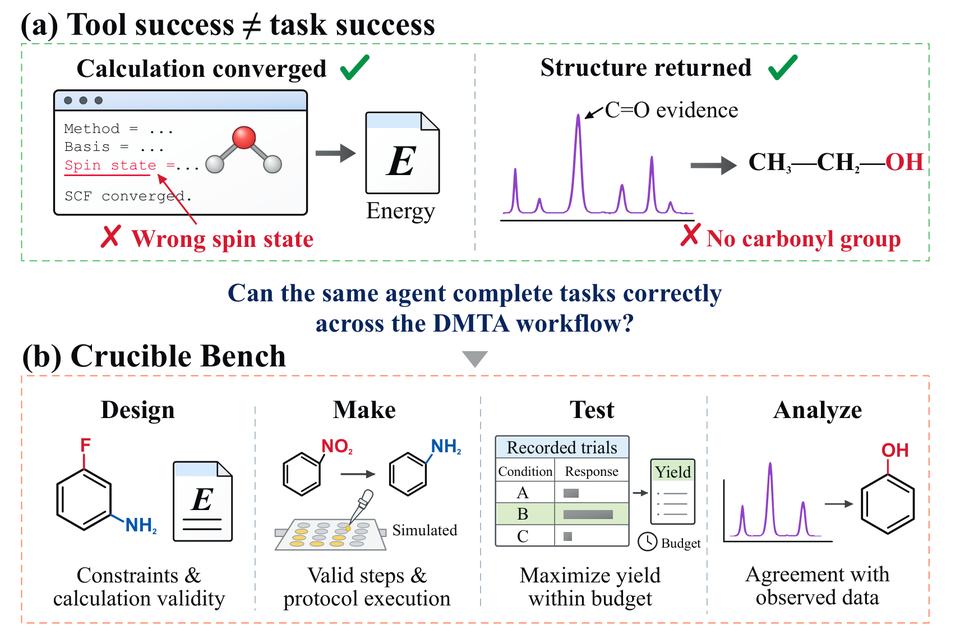 (a) Tool success ≠ task success
Calculation converged
Method = ...
Basis = ...
Spin state =...
SCF converged.
Wrong spin state
E
Energy
Structure returned
C=O evidence
CH₃—CH₂—OH
No carbonyl group
Can the same agent complete tasks correctly
across the DMTA workflow?
(b) Crucible Bench
Design
F
NH₂
E
Constraints &
calculation validity
Make
NO₂
NH₂
Simulated
Valid steps &
protocol execution
Test
Recorded trials
Condition Response
A
B
C
Yield
Budget
Maximize yield
within budget
Analyze
OH
Agreement with
observed data